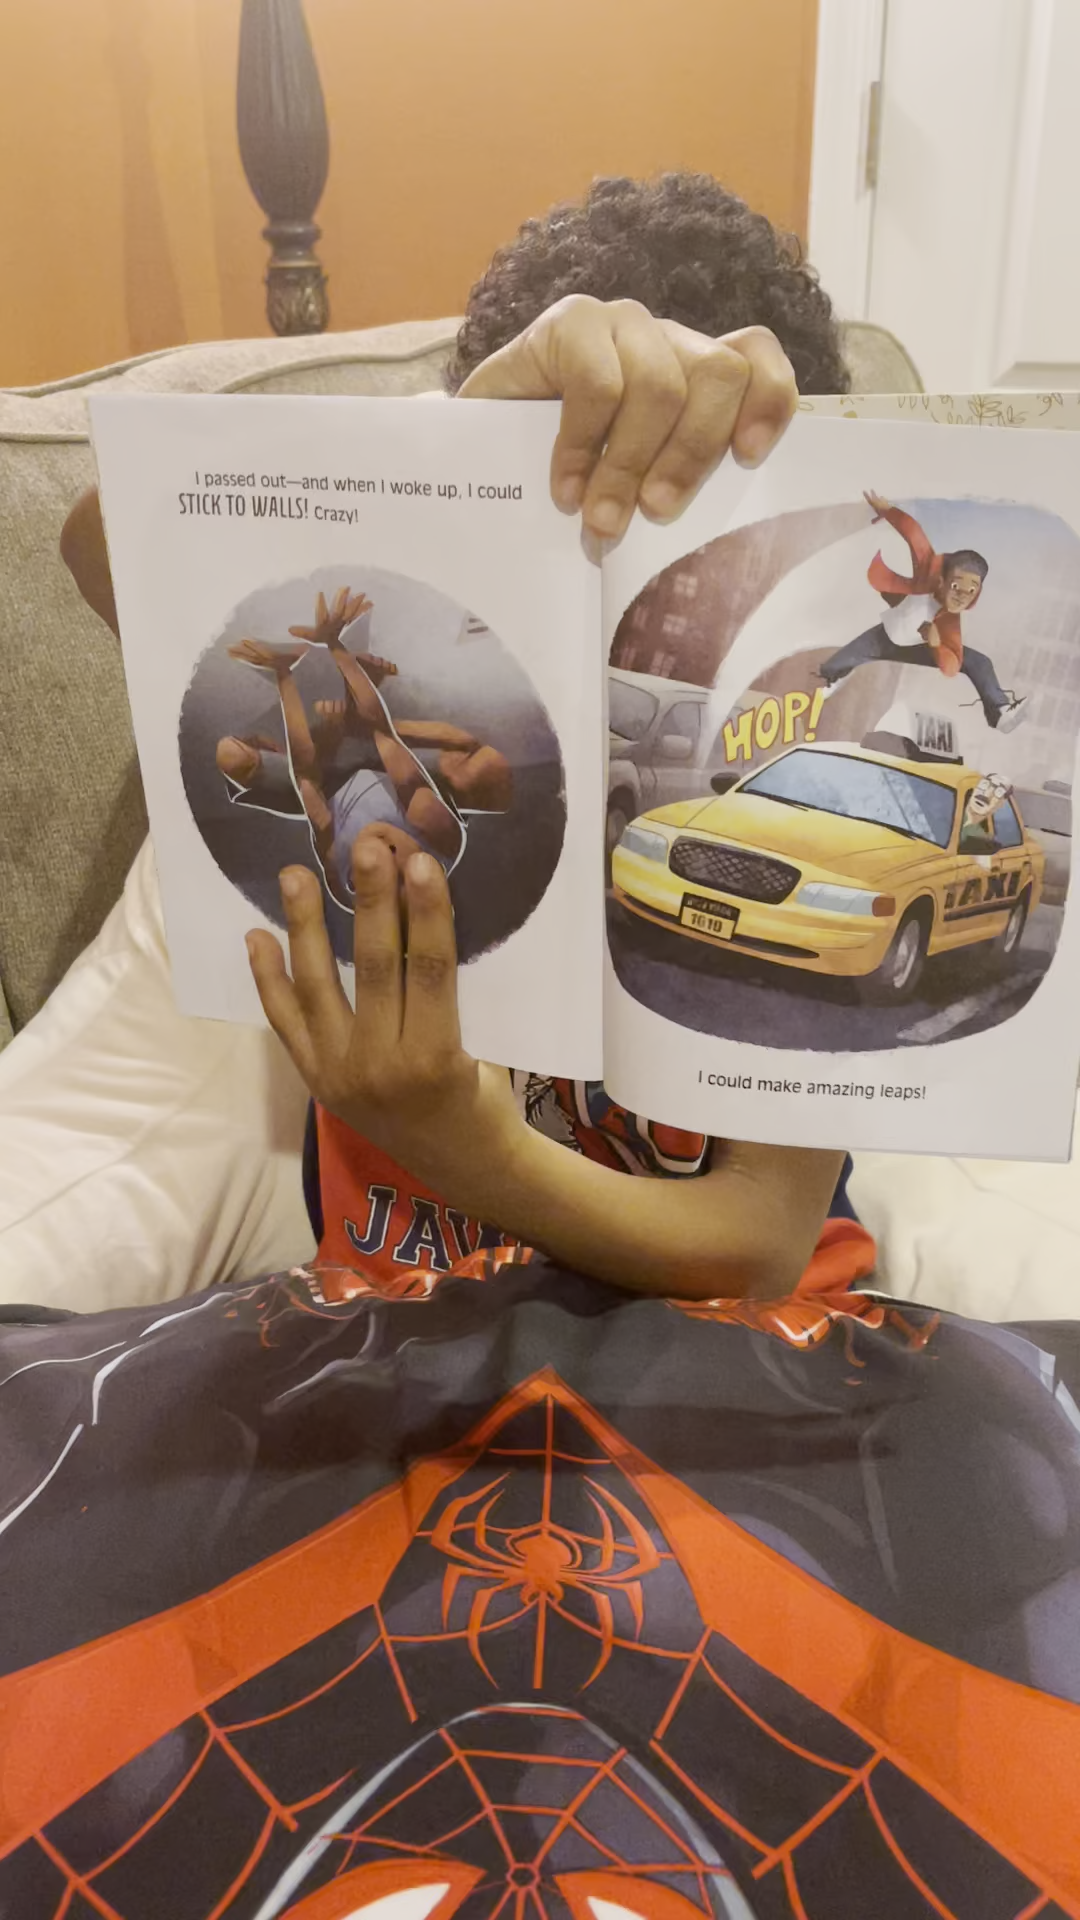 I passed out—and when I woke up, I could
STICK TO WALLS! Crazy!
HOP!
TAXI
TAXI
1610
I could make amazing leaps!
JAW